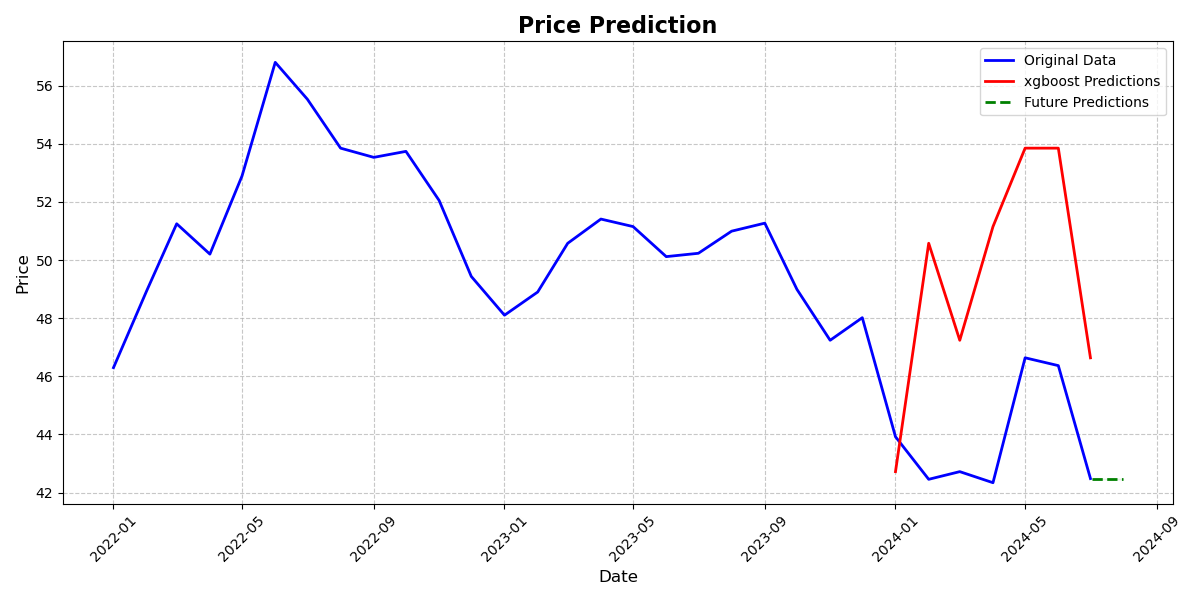 Price Prediction
Original Data
xgboost Predictions
Future Predictions
Price
56
54
52
50
48
46
44
42
2022-01
2022-05
2022-09
2023-01
2023-05
2023-09
2024-01
2024-05
2024-09
Date